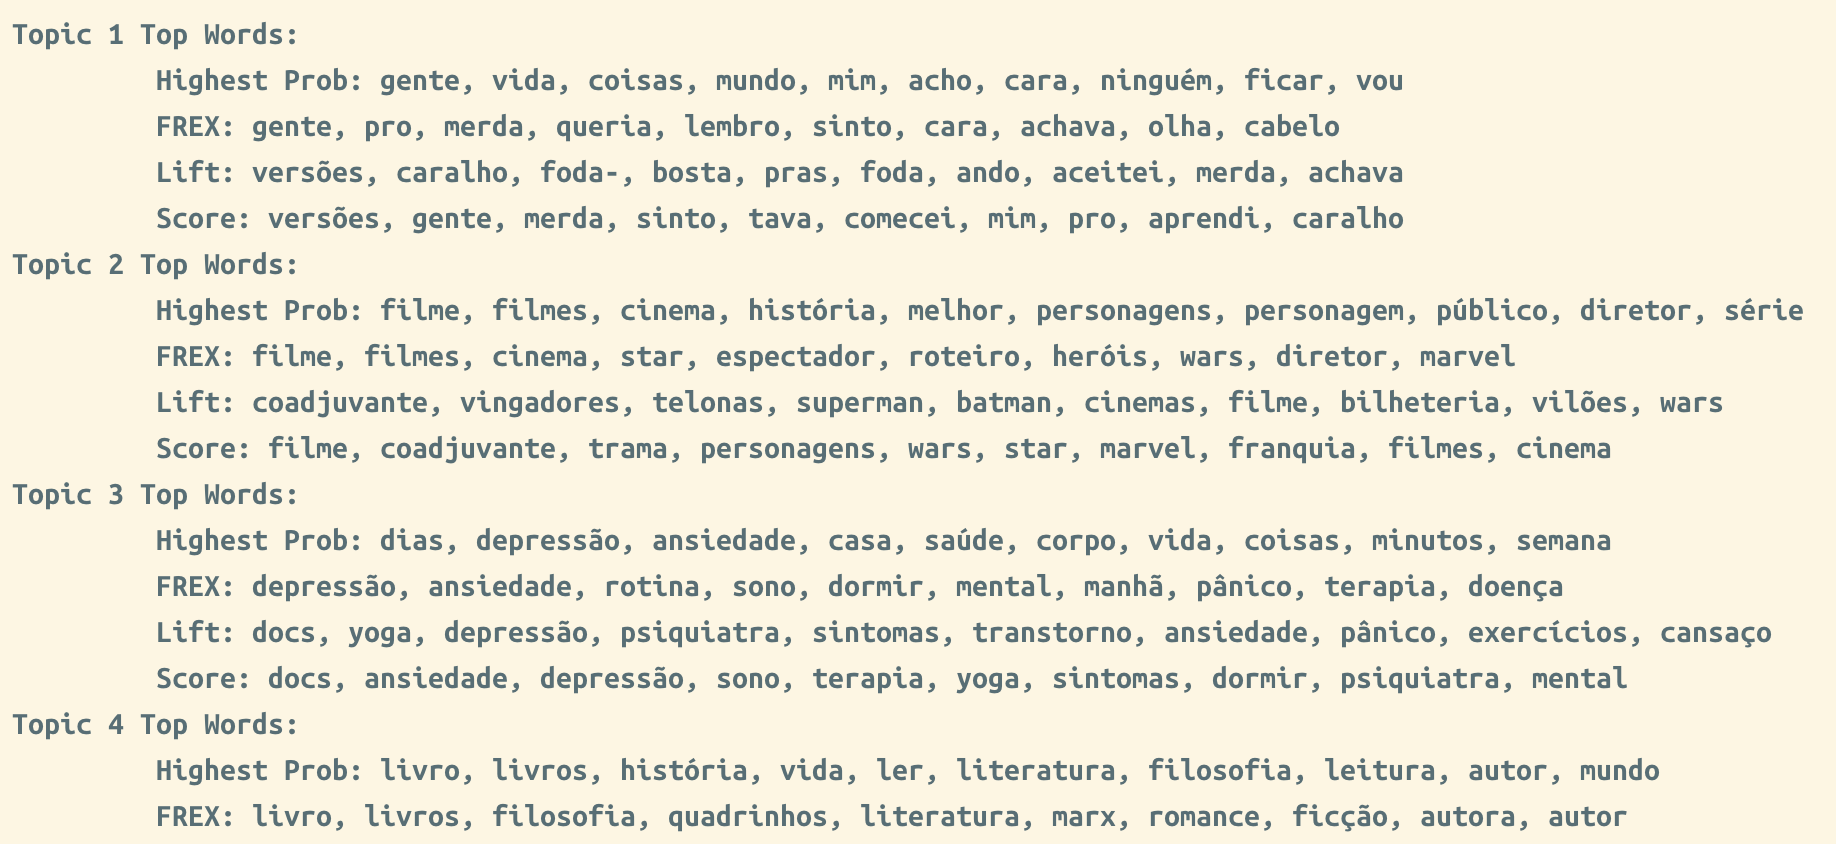 Topic 1 Top Words:
Highest Prob: gente, vida, coisas, mundo, mim, acho, cara, ninguém, ficar, vou
FREX: gente, pro, merda, queria, lembro, sinto, cara, achava, olha, cabelo
Lift: versões, caralho, foda-, bosta, pras, foda, ando, aceitei, merda, achava
Score: versões, gente, merda, sinto, tava, comecei, mim, pro, aprendi, caralho
Topic 2 Top Words:
Highest Prob: filme, filmes, cinema, história, melhor, personagens, personagem, público, diretor, série
FREX: filme, filmes, cinema, star, espectador, roteiro, heróis, wars, diretor, marvel
Lift: coadjuvante, vingadores, telonas, superman, batman, cinemas, filme, bilheteria, vilões, wars
Score: filme, coadjuvante, trama, personagens, wars, star, marvel, franquia, filmes, cinema
Topic 3 Top Words:
Highest Prob: dias, depressão, ansiedade, casa, saúde, corpo, vida, coisas, minutos, semana
FREX: depressão, ansiedade, rotina, sono, dormir, mental, manhã, pânico, terapia, doença
Lift: docs, yoga, depressão, psiquiatra, sintomas, transtorno, ansiedade, pânico, exercícios, cansaço
Score: docs, ansiedade, depressão, sono, terapia, yoga, sintomas, dormir, psiquiatra, mental
Topic 4 Top Words:
Highest Prob: livro, livros, história, vida, ler, literatura, filosofia, leitura, autor, mundo
FREX: livro, livros, filosofia, quadrinhos, literatura, marx, romance, ficção, autora, autor